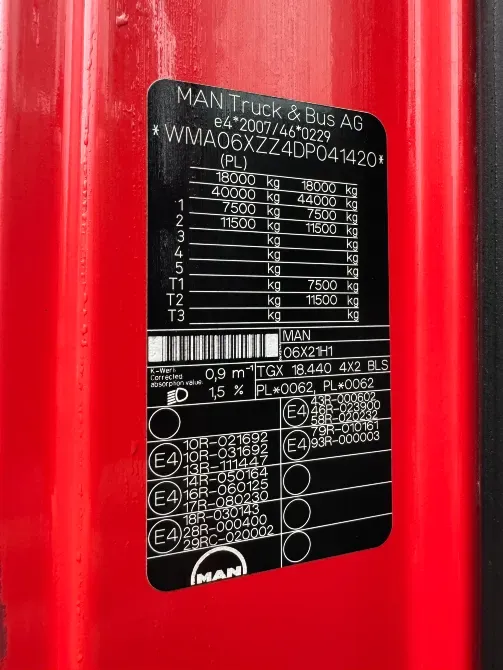 MAN Truck & Bus AG
e4*2007/46*0229
*WMA06XZZ4DP041420*
(PL)
18000 kg 18000 kg
40000 kg 44000 kg
1 7500 kg 7500 kg
2 11500 kg 11500 kg
3 kg kg
4 kg kg
5 kg kg
T1 kg 7500 kg
T2 kg 11500 kg
T3 kg kg
MAN
06X21H1
K-Wert: Corrected absorption value: 0,9 m-1 TGX 18.440 4X2 BLS
1,5 % PL*0062, PL*0062
E4 43R-000602
46R-023900
58R-020232
E4 10R-021692
10R-031692
13R-111447
E4 79R-010161
93R-000003
E4 14R-050164
16R-060125
17R-080230
E4 18R-030143
28R-000400
29RC-020002
MAN